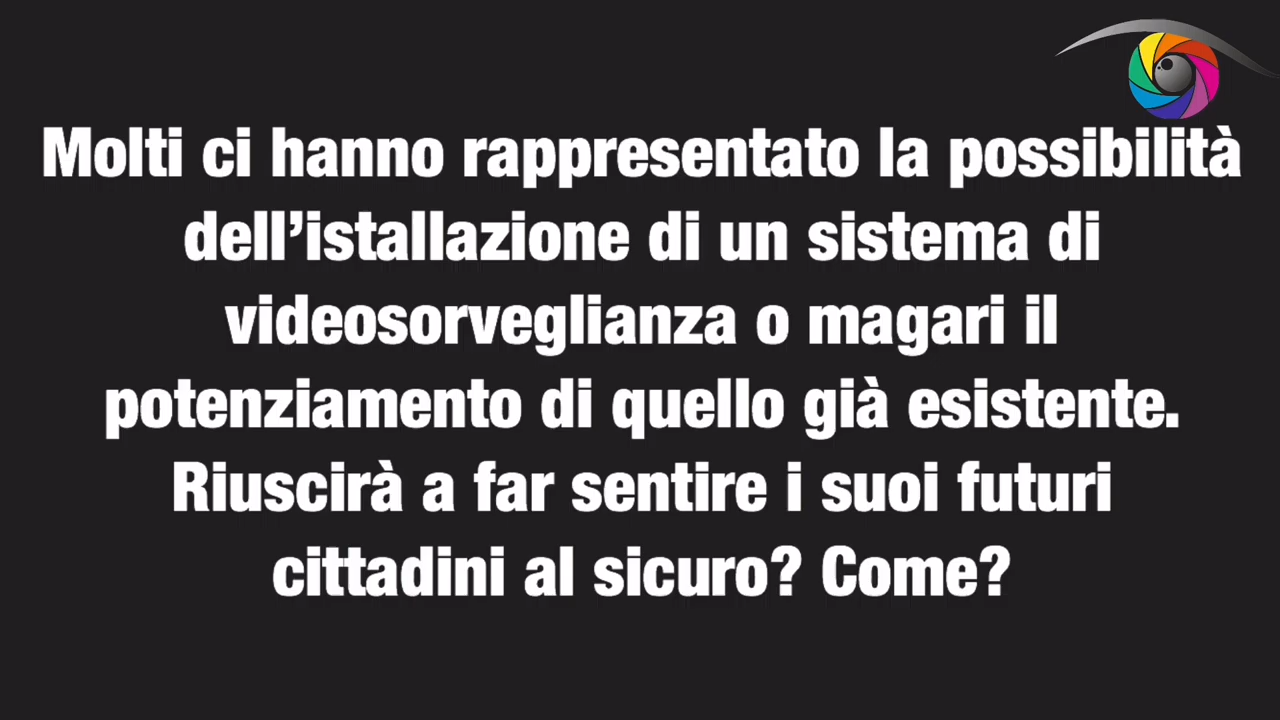 Molti ci hanno rappresentato la possibilità
dell’istallazione di un sistema di
videosorveglianza o magari il
potenziamento di quello già esistente.
Riuscirà a far sentire i suoi futuri
cittadini al sicuro? Come?